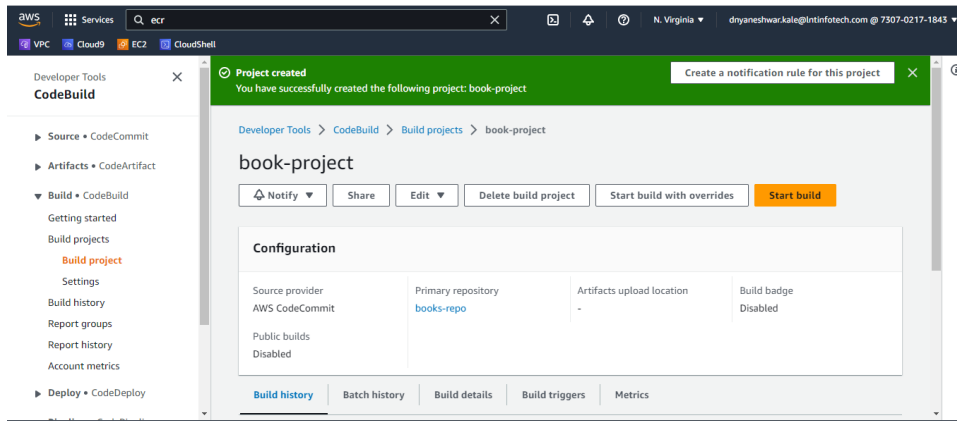 aws Services ecr N. Virginia dnyaneshwar.kale@lntinfotech.com @ 7307-0217-1843
VPC Cloud9 EC2 CloudShell
Developer Tools
CodeBuild
Source • CodeCommit
Artifacts • CodeArtifact
Build • CodeBuild
Getting started
Build projects
Build project
Settings
Build history
Report groups
Report history
Account metrics
Deploy • CodeDeploy
Project created
You have successfully created the following project: book-project
Create a notification rule for this project
Developer Tools > CodeBuild > Build projects > book-project
book-project
Notify Share Edit Delete build project Start build with overrides Start build
Configuration
Source provider
AWS CodeCommit
Primary repository
books-repo
Artifacts upload location
-
Build badge
Disabled
Public builds
Disabled
Build history Batch history Build details Build triggers Metrics